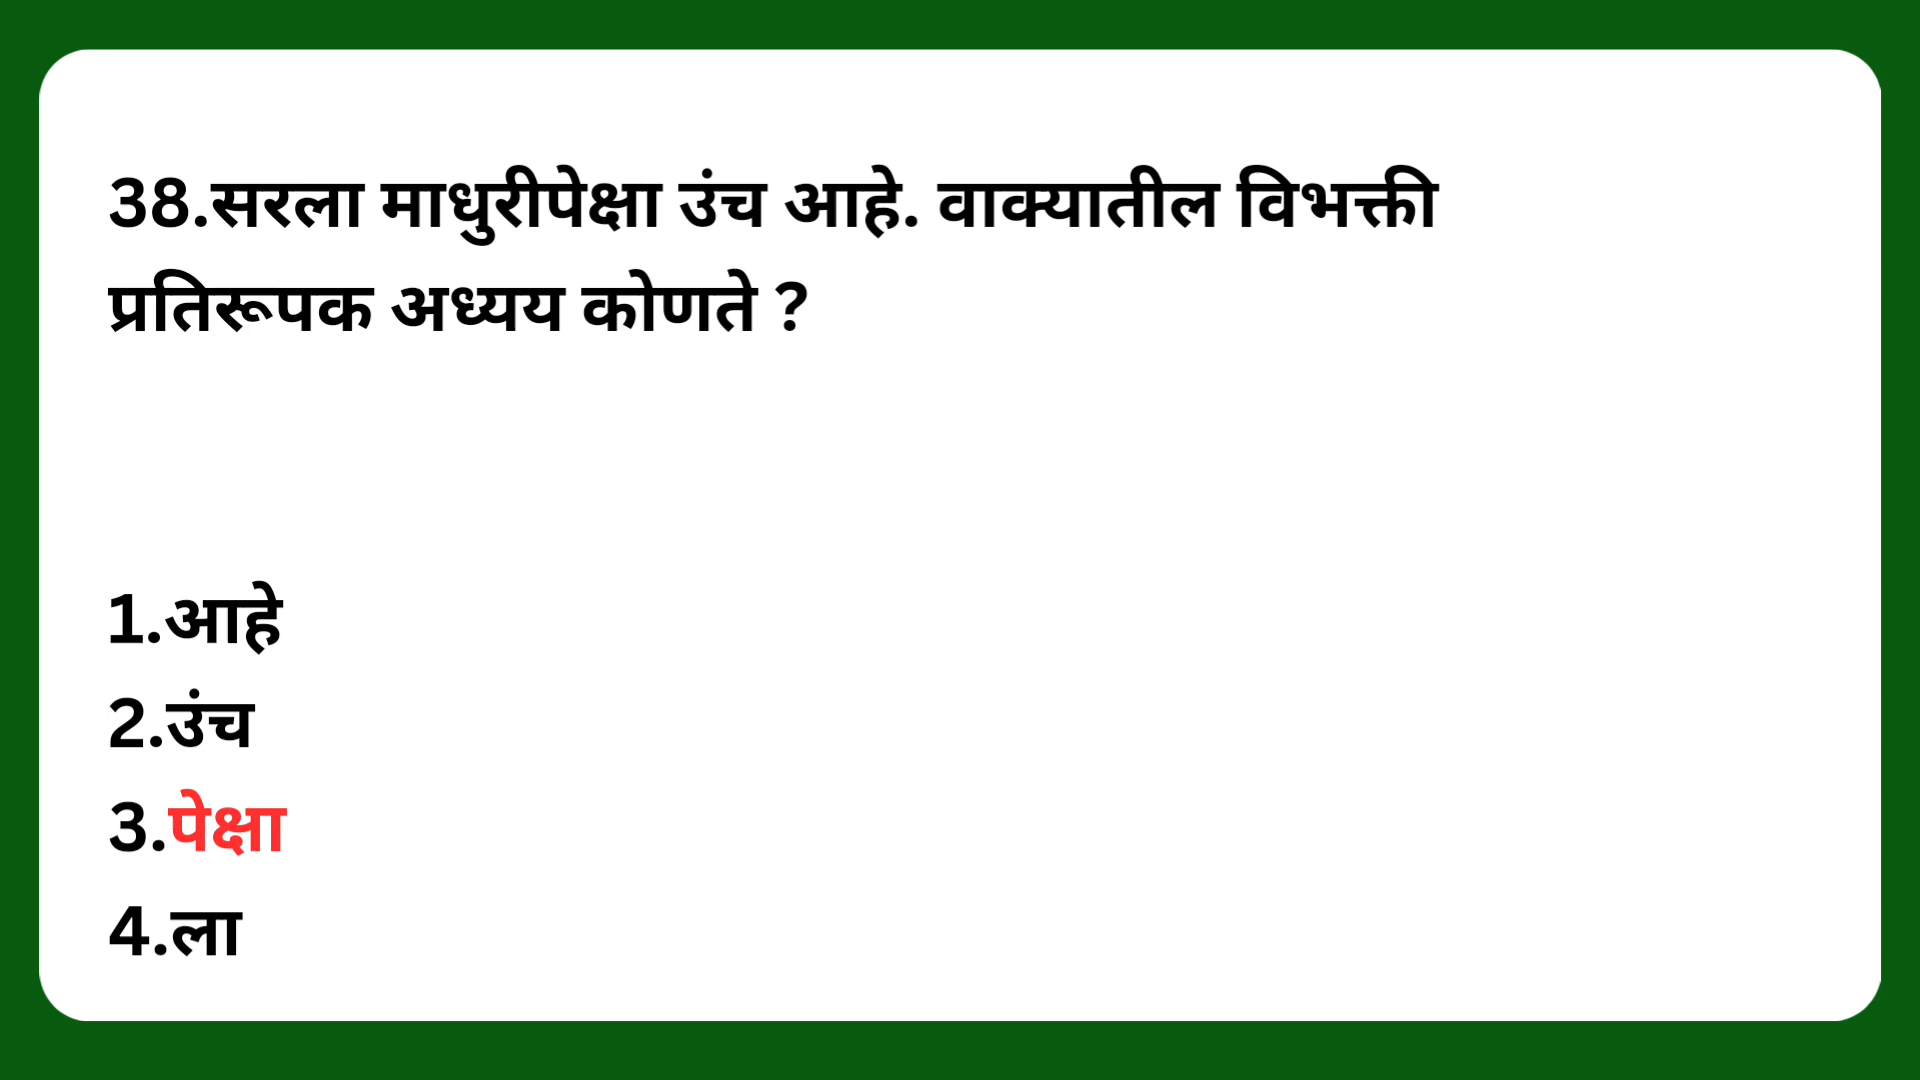 38.सरला माधुरीपेक्षा उंच आहे. वाक्यातील विभक्ती
प्रतिरूपक अध्यय कोणते ?
1.आहे
2.उंच
3.पेक्षा
4.ला